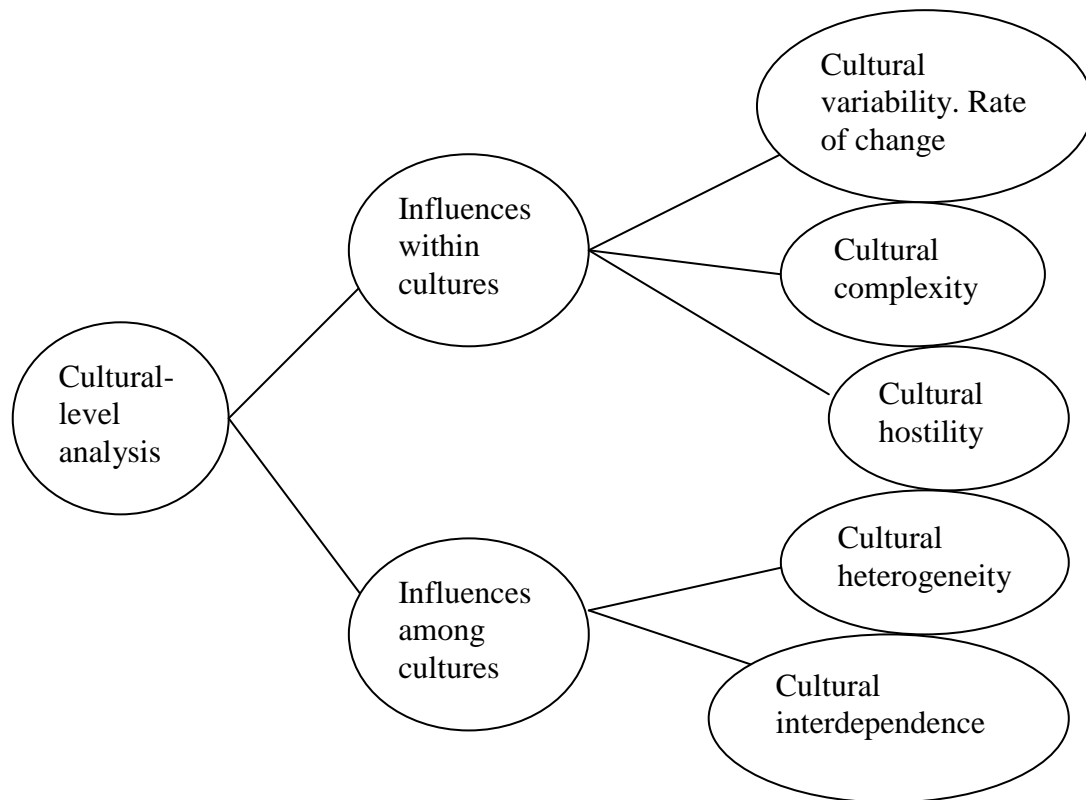 Cultural
variability. Rate
of change
Influences
within
cultures
Cultural
complexity
Cultural-
level
analysis
Cultural
hostility
Cultural
heterogeneity
Influences
among
cultures
Cultural
interdependence